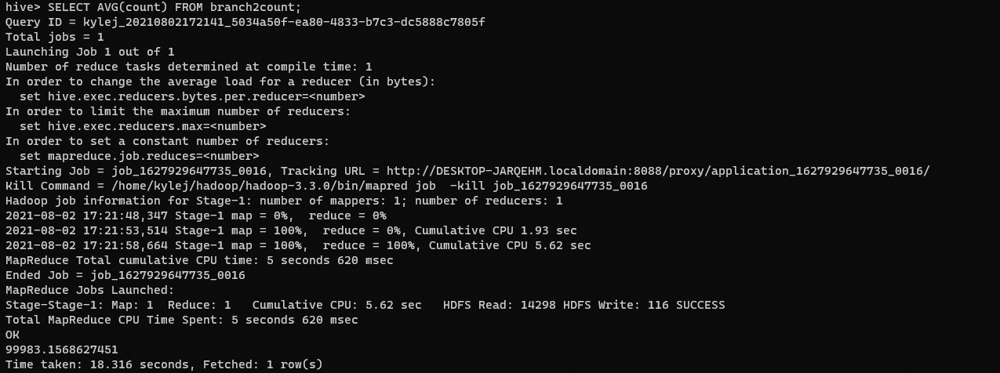 hive> SELECT AVG(count) FROM branch2count;
Query ID = kylej_20210802172141_5034a50f-ea80-4833-b7c3-dc5888c7805f
Total jobs = 1
Launching Job 1 out of 1
Number of reduce tasks determined at compile time: 1
In order to change the average load for a reducer (in bytes):
  set hive.exec.reducers.bytes.per.reducer=<number>
In order to limit the maximum number of reducers:
  set hive.exec.reducers.max=<number>
In order to set a constant number of reducers:
  set mapreduce.job.reduces=<number>
Starting Job = job_1627929647735_0016, Tracking URL = http://DESKTOP-JARQEHM.localdomain:8088/proxy/application_1627929647735_0016/
Kill Command = /home/kylej/hadoop/hadoop-3.3.0/bin/mapred job  -kill job_1627929647735_0016
Hadoop job information for Stage-1: number of mappers: 1; number of reducers: 1
2021-08-02 17:21:48,347 Stage-1 map = 0%,  reduce = 0%
2021-08-02 17:21:53,514 Stage-1 map = 100%,  reduce = 0%, Cumulative CPU 1.93 sec
2021-08-02 17:21:58,664 Stage-1 map = 100%,  reduce = 100%, Cumulative CPU 5.62 sec
MapReduce Total cumulative CPU time: 5 seconds 620 msec
Ended Job = job_1627929647735_0016
MapReduce Jobs Launched:
Stage-Stage-1: Map: 1  Reduce: 1   Cumulative CPU: 5.62 sec   HDFS Read: 14298 HDFS Write: 116 SUCCESS
Total MapReduce CPU Time Spent: 5 seconds 620 msec
OK
99983.1568627451
Time taken: 18.316 seconds, Fetched: 1 row(s)